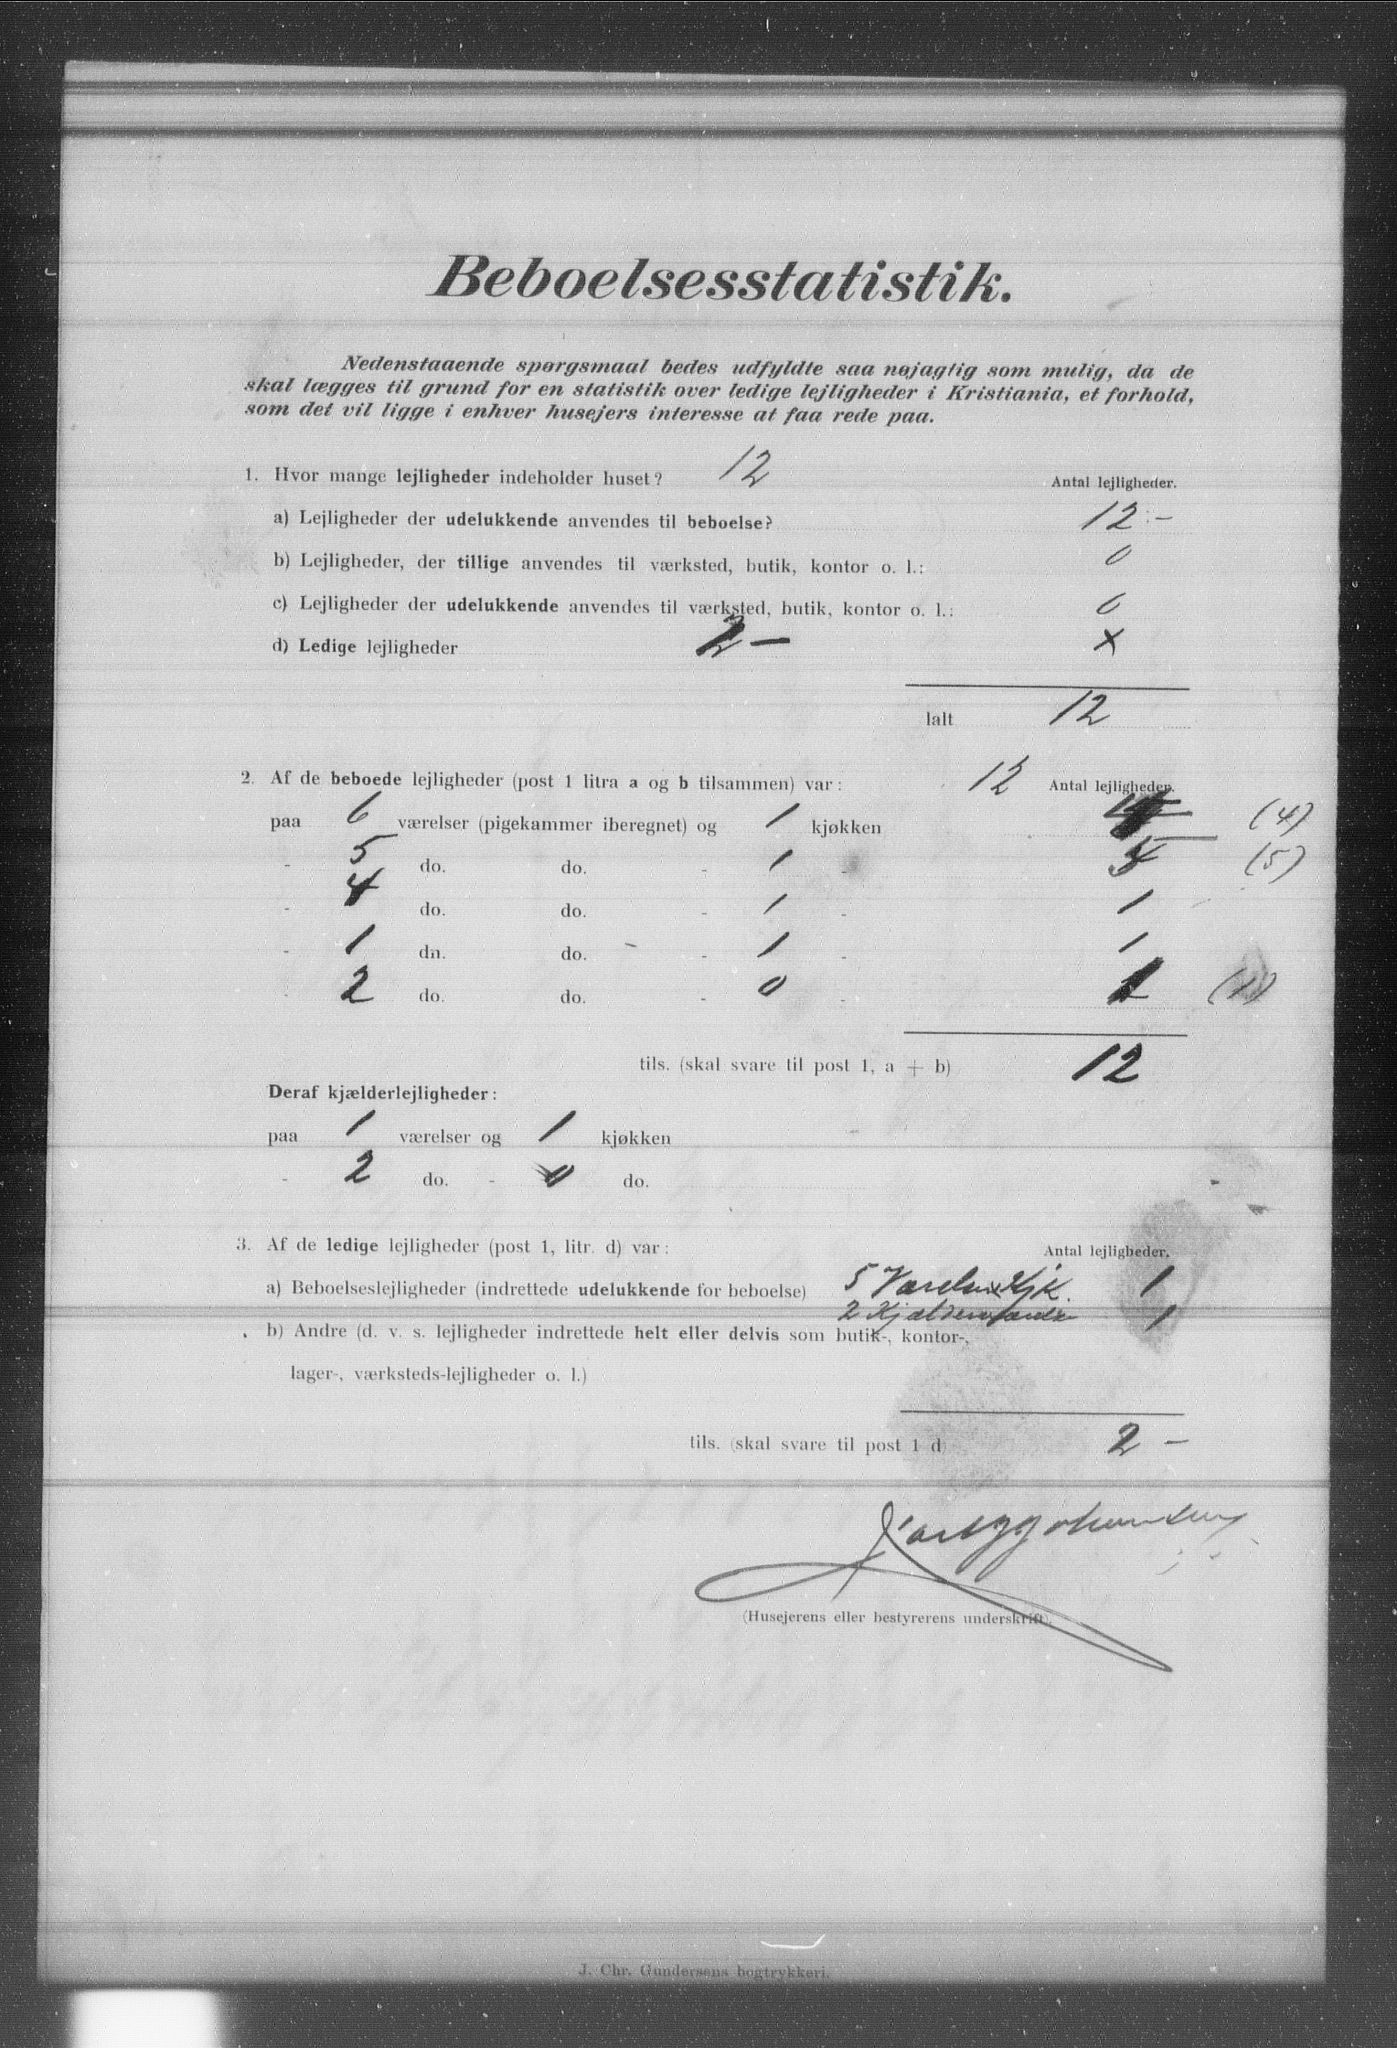 Beboelsesstatistik.
Nedenstaaende spørgsmaal bedes udfyldte saa nøjagtig som mulig, da de
skal lægges til grund for en statistik over ledige lejligheder i Kristiania, et forhold,
som det vil ligge i enhver husejers interesse at faa rede paa.
1. Hvor mange lejligheder indeholder huset? 12 Antal lejligheder.
a) Lejligheder der udelukkende anvendes til beboelse? 12 –
b) Lejligheder, der tillige anvendes til værksted, butik, kontor o. l.: 0
c) Lejligheder der udelukkende anvendes til værksted, butik, kontor o. l.: 0
d) Ledige lejligheder 2 – x
Ialt 12
2. Af de beboede lejligheder (post 1 litra a og b tilsammen) var: 12 Antal lejligheder.
paa 6 værelser (pigekammer iberegnet) og 1 kjøkken 4 (4)
- 5 do. do. - 1 - (5)
- 4 do. do. - 1 - 1
- 1 do. do. - 1 - 1
- 2 do. do. - 0 - 1 (1)
tils. (skal svare til post 1, a + b) 12
Deraf kjælderlejligheder:
paa 1 værelser og 1 kjøkken
- 2 do. - 0 do.
3. Af de ledige lejligheder (post 1, litr. d) var: Antal lejligheder.
a) Beboelseslejligheder (indrettede udelukkende for beboelse) 5 Værelser Kjk. 1
2 1
b) Andre (d. v. s. lejligheder indrettede helt eller delvis som butik-, kontor-,
lager-, værksteds-lejligheder o. l.)
tils. (skal svare til post 1 d) 2 –
(Husejerens eller bestyrerens underskrift).
J. Chr. Gundersens bogtrykkeri.